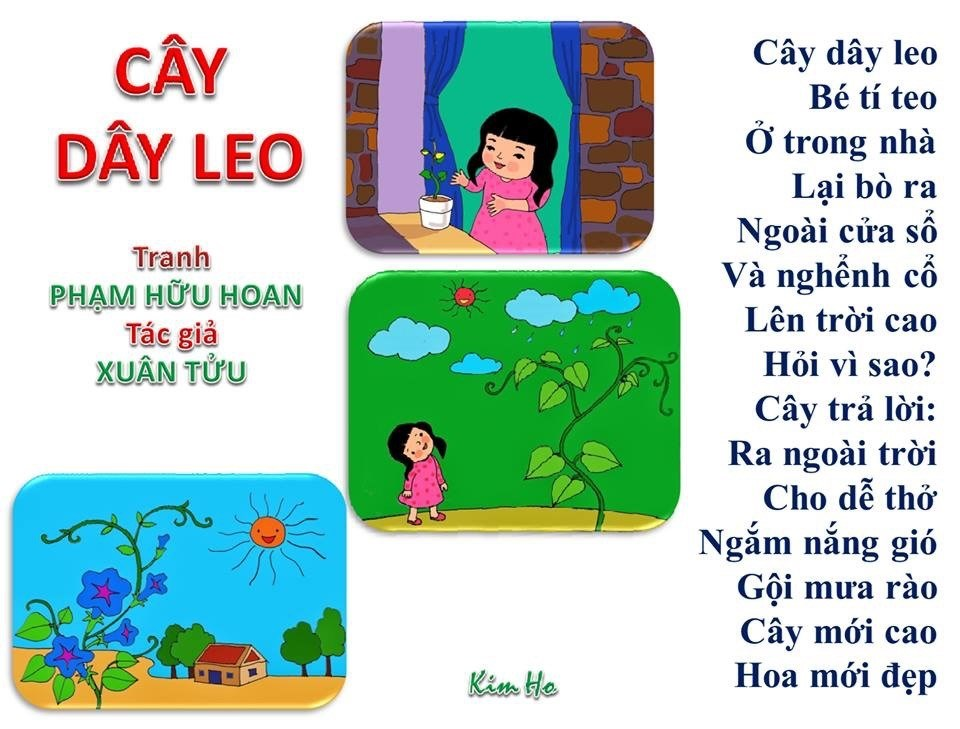 CÂY
DÂY LEO
Tranh
PHẠM HỮU HOAN
Tác giả
XUÂN TỬU
Cây dây leo
Bé tí teo
Ở trong nhà
Lại bò ra
Ngoài cửa sổ
Và nghểnh cổ
Lên trời cao
Hỏi vì sao?
Cây trả lời:
Ra ngoài trời
Cho dễ thở
Ngắm nắng gió
Gội mưa rào
Cây mới cao
Hoa mới đẹp
Kim Ho